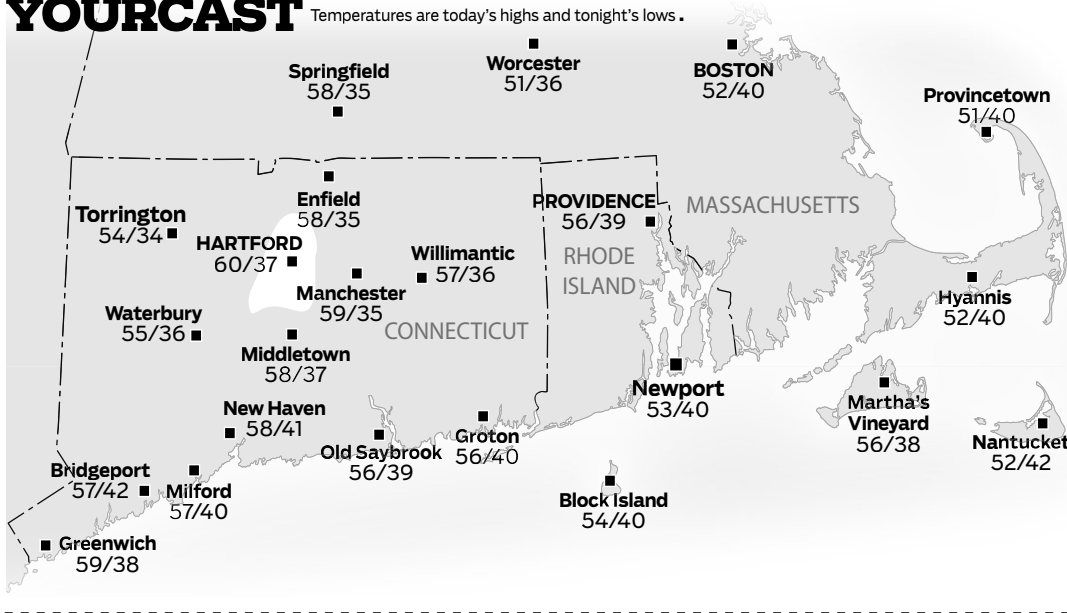 YOURCAST
Temperatures are today's highs and tonight's lows.
Springfield
58/35
Worcester
51/36
BOSTON
52/40
Provincetown
51/40
Enfield
58/35
Torrington
54/34
HARTFORD
60/37
Manchester
59/35
Willimantic
57/36
PROVIDENCE
56/39
MASSACHUSETTS
RHODE
ISLAND
Hyannis
52/40
Waterbury
55/36
CONNECTICUT
Middletown
58/37
Newport
53/40
Martha's
Vineyard
56/38
Nantucket
52/42
New Haven
58/41
Old Saybrook
56/39
Groton
56/40
Bridgeport
57/42
Milford
57/40
Block Island
54/40
Greenwich
59/38